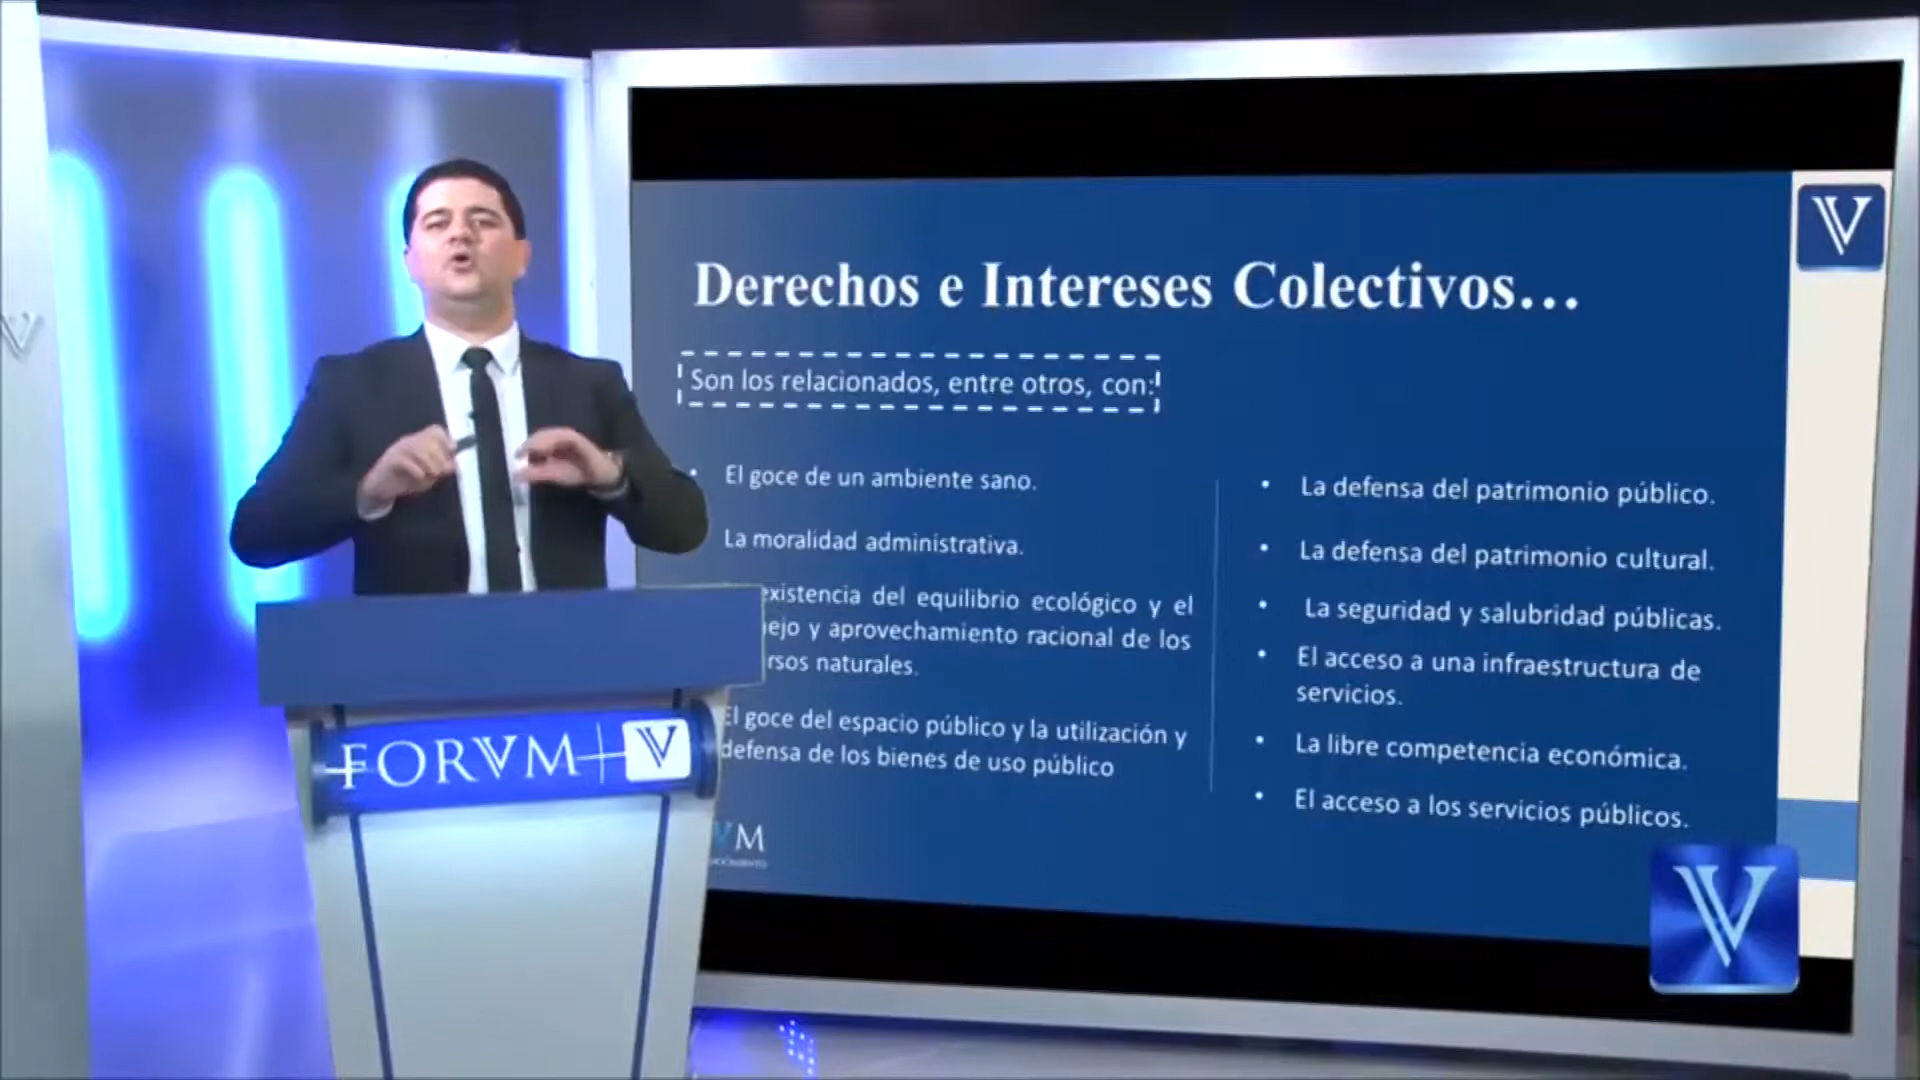 Derechos e Intereses Colectivos…
Son los relacionados, entre otros, con:
• El goce de un ambiente sano.
La moralidad administrativa.
existencia del equilibrio ecológico y el
y aprovechamiento racional de los
naturales.
El goce del espacio público y la utilización y
defensa de los bienes de uso público
• La defensa del patrimonio público.
• La defensa del patrimonio cultural.
• La seguridad y salubridad públicas.
• El acceso a una infraestructura de
servicios.
• La libre competencia económica.
• El acceso a los servicios públicos.
FORVM V
VM
V
V
V